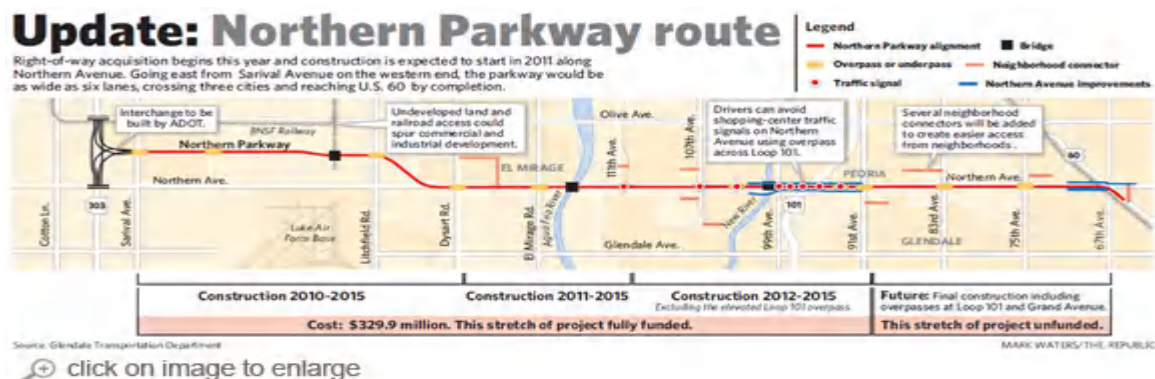 Update: Northern Parkway route
Right-of-way acquisition begins this year and construction is expected to start in 2011 along
Northern Avenue. Going east from Sarival Avenue on the western end, the parkway would be
as wide as six lanes, crossing three cities and reaching U.S. 60 by completion.
Legend
Northern Parkway alignment
Bridge
Overpass or underpass
Neighborhood connector
Traffic signal
Northern Avenue improvements
Interchange to be
built by ADOT.
BNSF Railway
Undeveloped land and
railroad access could
spur commercial and
industrial development.
Olive Ave.
Drivers can avoid
shopping-center traffic
signals on Northern
Avenue using overpass
across Loop 101.
Several neighborhood
connectors will be added
to create easier access
from neighborhoods.
60
Northern Parkway
Northern Ave.
EL MIRAGE
111th Ave.
107th Ave.
PEORIA
Northern Ave.
303
101
Cotton Ln.
Sarival Ave.
Luke Air
Force Base
Litchfield Rd.
Dysart Rd.
El Mirage Rd.
Agua Fria River
Glendale Ave.
New River
99th Ave.
91st Ave.
83rd Ave.
GLENDALE
75th Ave.
67th Ave.
Construction 2010-2015
Construction 2011-2015
Construction 2012-2015
Excluding the elevated Loop 101 overpass.
Future: Final construction including
overpasses at Loop 101 and Grand Avenue.
Cost: $329.9 million. This stretch of project fully funded.
This stretch of project unfunded.
Source: Glendale Transportation Department
MARK WATERS/THE REPUBLIC
click on image to enlarge